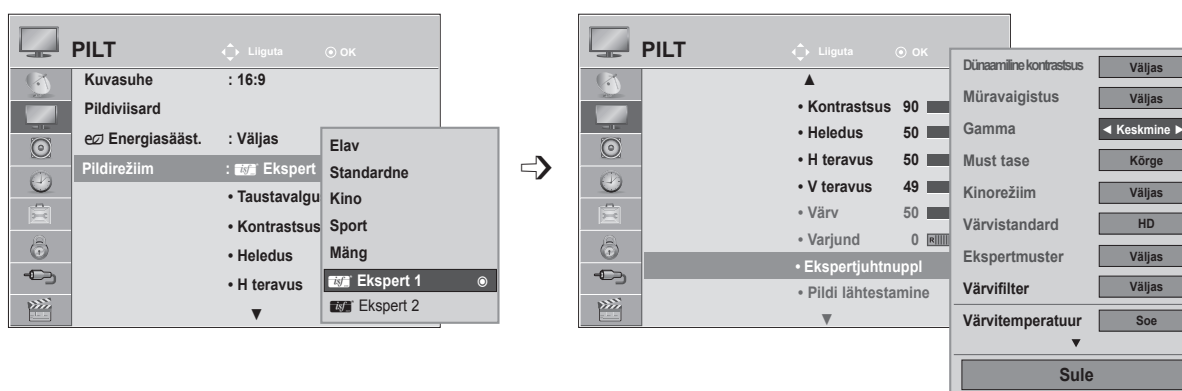 PILT
Liiguta
OK
Kuvasuhe : 16:9
Pildiviisard
Energiasääst. : Väljas
Pildirežiim : isf Ekspert
• Taustavalgu
• Kontrastsus
• Heledus
• H teravus
▼
Elav
Standardne
Kino
Sport
Mäng
isf Ekspert 1
isf Ekspert 2
PILT
Liiguta
OK
▲
• Kontrastsus 90
• Heledus 50
• H teravus 50
• V teravus 49
• Värv 50
• Varjund 0 R
• Ekspertjuhtnuppl
• Pildi lähtestamine
▼
Dünaamiline kontrastsus Väljas
Müravaigistus Väljas
Gamma ◄ Keskmine ►
Must tase Kõrge
Kinorežiim Väljas
Värvistandard HD
Ekspertmuster Väljas
Värvifilter Väljas
Värvitemperatuur Soe
▼
Sule